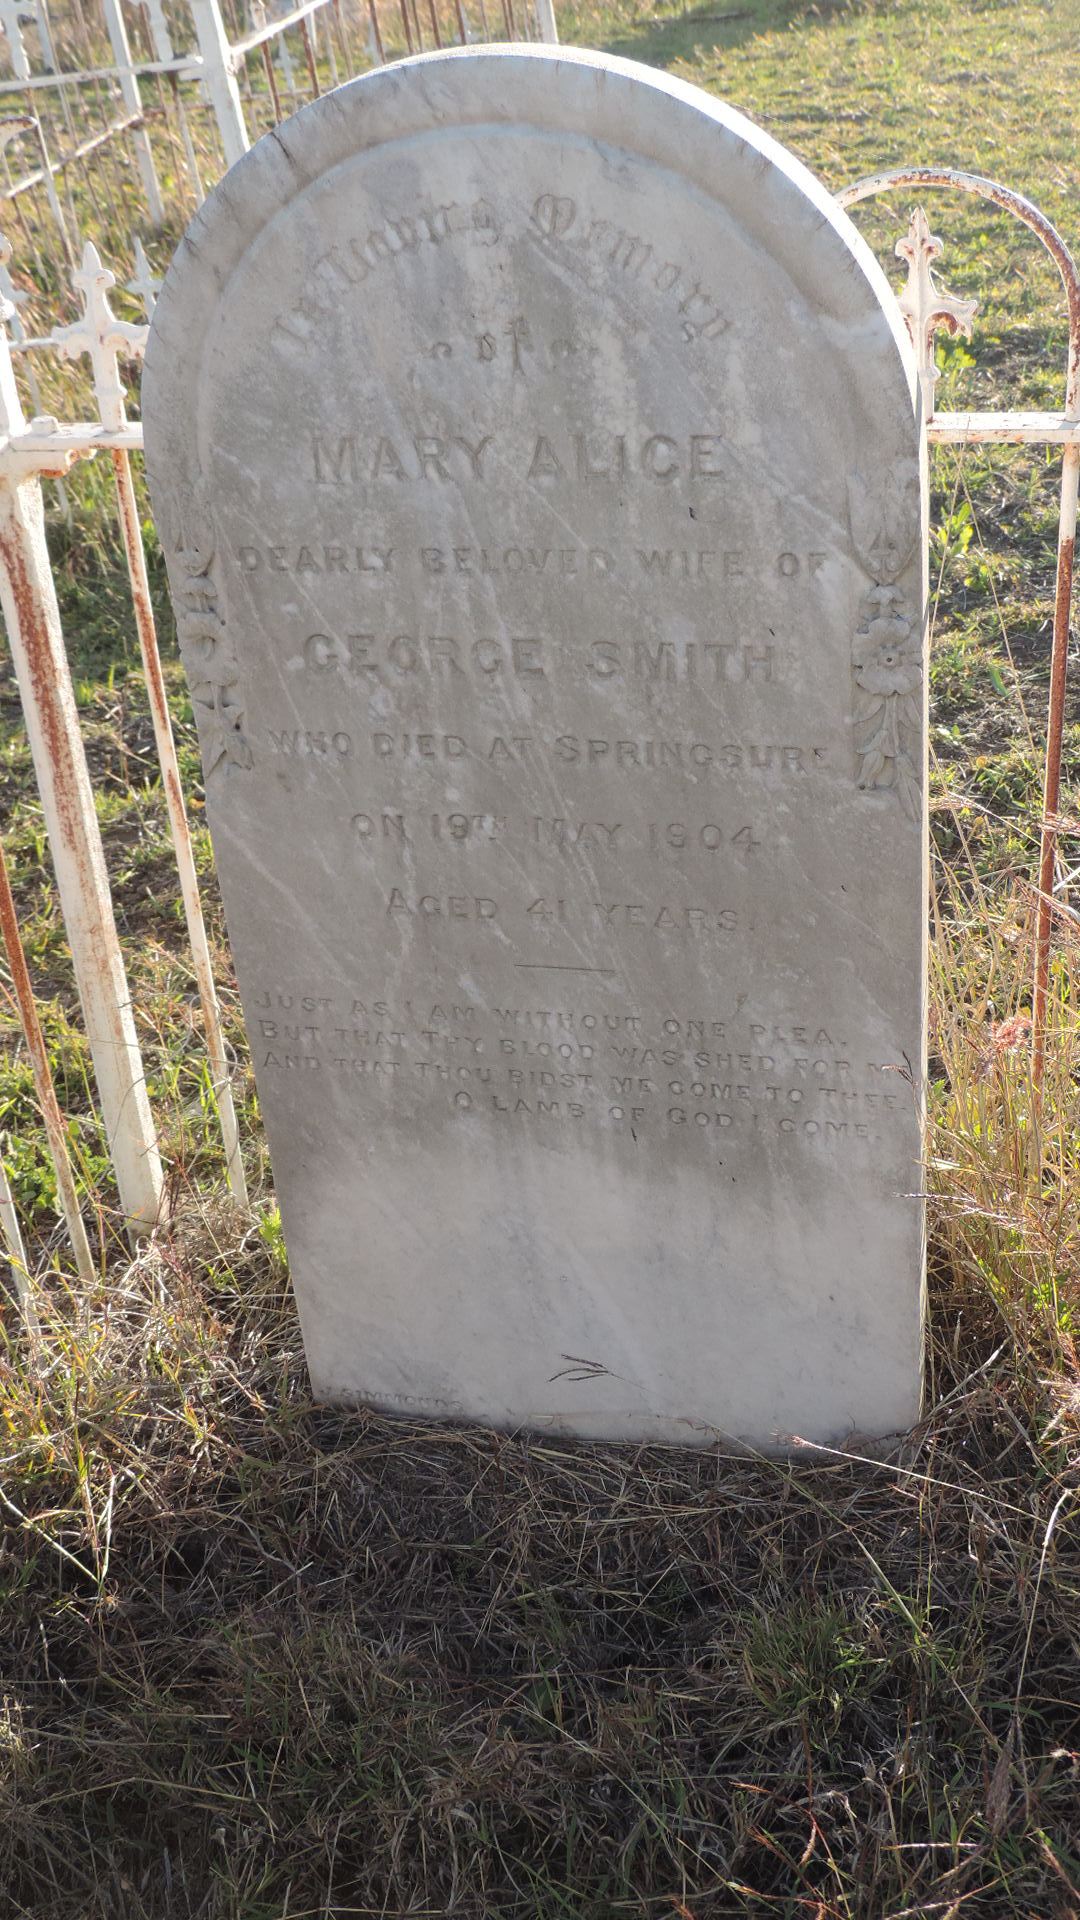 In Loving Memory
of
MARY ALICE
DEARLY BELOVED WIFE OF
GEORGE SMITH
WHO DIED AT SPRINGSURE
ON 19TH MAY 1904
AGED 41 YEARS.
JUST AS I AM WITHOUT ONE PLEA.
BUT THAT THY BLOOD WAS SHED FOR ME
AND THAT THOU BIDST ME COME TO THEE.
O LAMB OF GOD I COME.
J. SIMMONDS